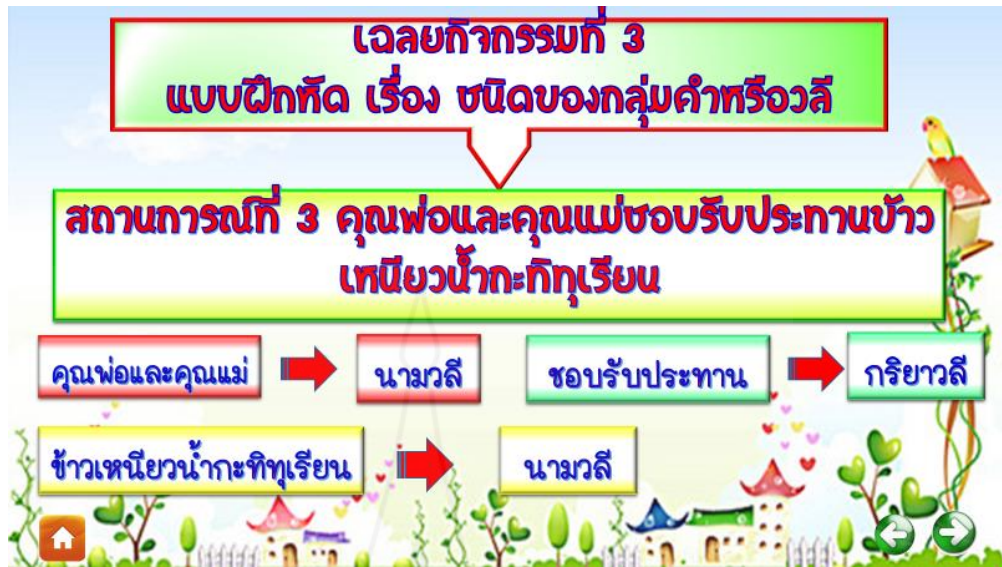 เฉลยกิจกรรมที่ 3
แบบฝึกหัด เรื่อง ชนิดของกลุ่มคำหรือวลี
สถานการณ์ที่ 3 คุณพ่อและคุณแม่ชอบรับประทานข้าว
เหนียวน้ำกะทิทุเรียน
คุณพ่อและคุณแม่
นามวลี
ชอบรับประทาน
กริยาวลี
ข้าวเหนียวน้ำกะทิทุเรียน
นามวลี